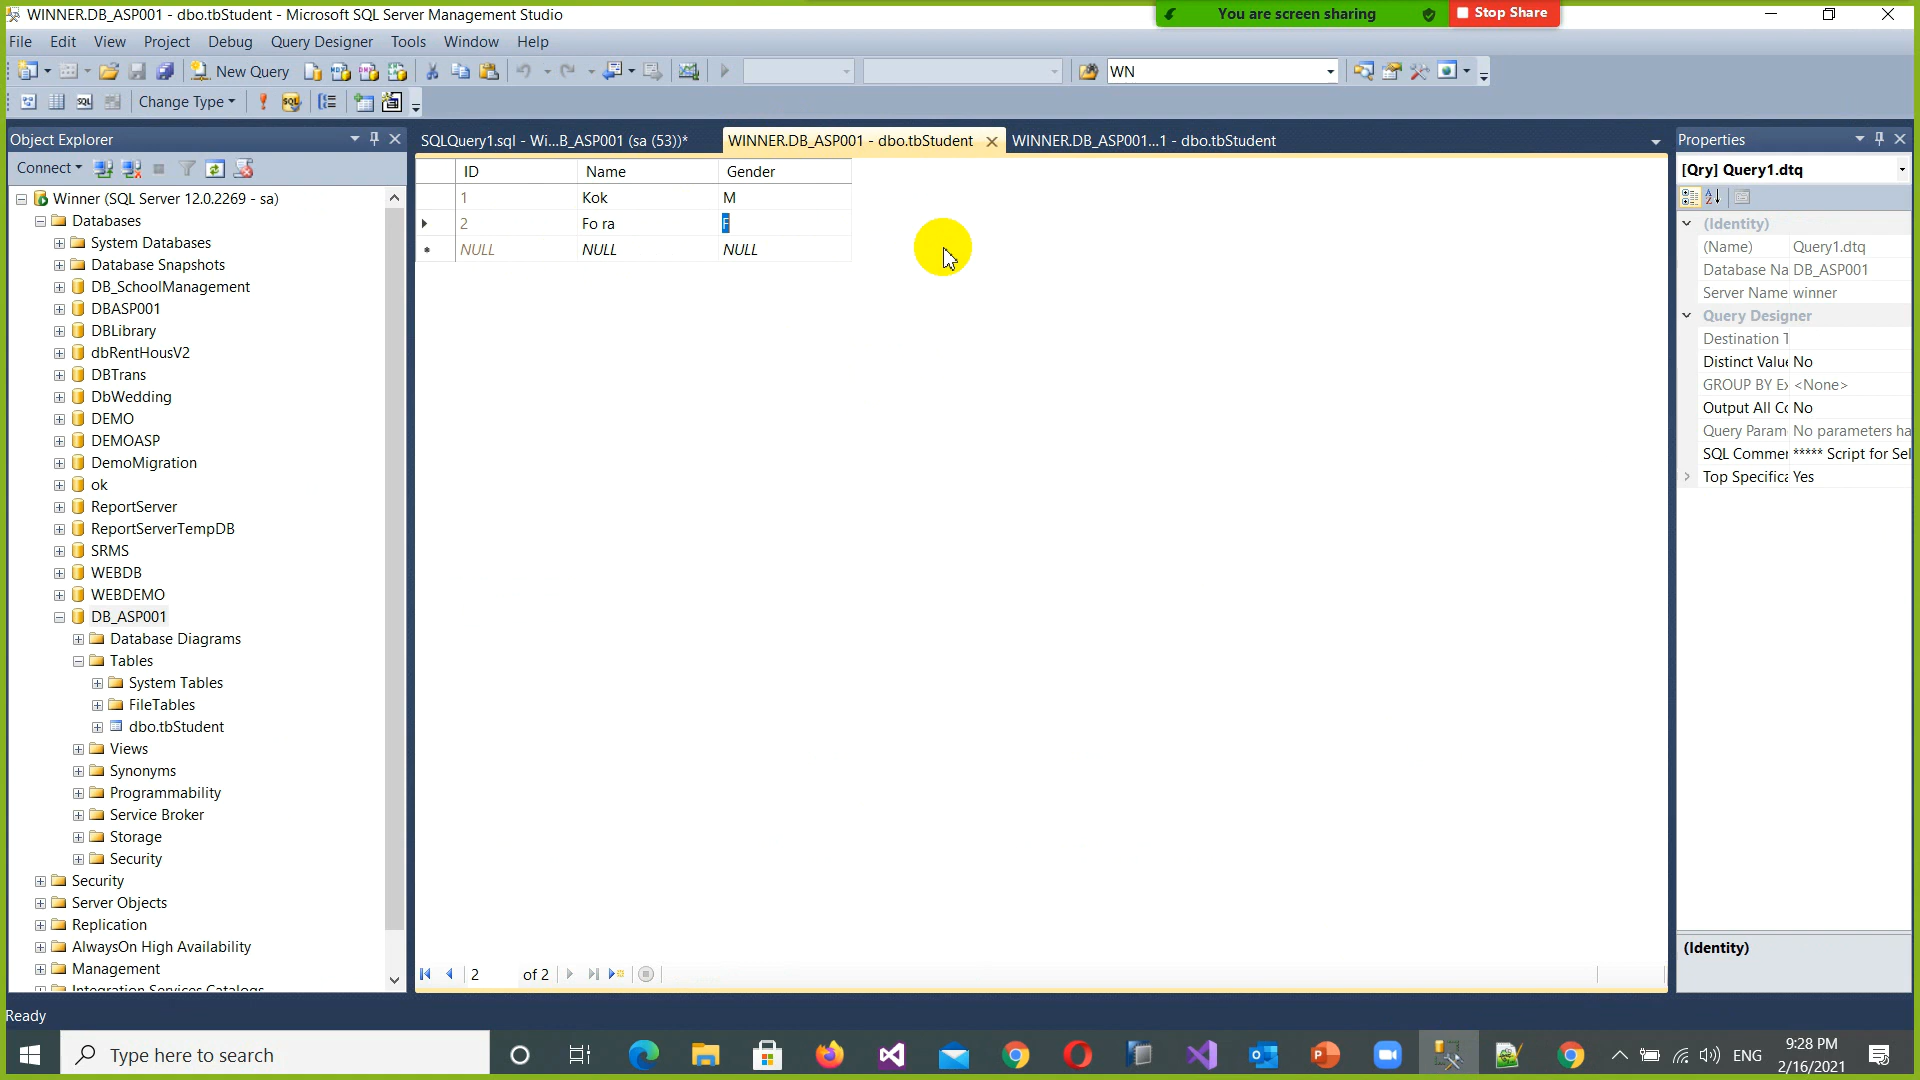 WINNER.DB_ASP001 - dbo.tbStudent - Microsoft SQL Server Management Studio
You are screen sharing
Stop Share
File Edit View Project Debug Query Designer Tools Window Help
New Query
WN
Change Type
Object Explorer
SQLQuery1.sql - Wi...B_ASP001 (sa (53))*
WINNER.DB_ASP001 - dbo.tbStudent
WINNER.DB_ASP001...1 - dbo.tbStudent
Properties
Connect
Winner (SQL Server 12.0.2269 - sa)
Databases
System Databases
Database Snapshots
DB_SchoolManagement
DBASP001
DBLibrary
dbRentHousV2
DBTrans
DbWedding
DEMO
DEMOASP
DemoMigration
ok
ReportServer
ReportServerTempDB
SRMS
WEBDB
WEBDEMO
DB_ASP001
Database Diagrams
Tables
System Tables
FileTables
dbo.tbStudent
Views
Synonyms
Programmability
Service Broker
Storage
Security
Security
Server Objects
Replication
AlwaysOn High Availability
Management
Integration Services Catalogs
ID Name Gender
1 Kok M
2 Fo ra F
NULL NULL NULL
2 of 2
[Qry] Query1.dtq
(Identity)
(Name) Query1.dtq
Database Na DB_ASP001
Server Name winner
Query Designer
Destination T
Distinct Value No
GROUP BY Ex <None>
Output All Co No
Query Param No parameters ha
SQL Commer ***** Script for Sel
Top Specifica Yes
(Identity)
Ready
Type here to search
ENG
9:28 PM
2/16/2021